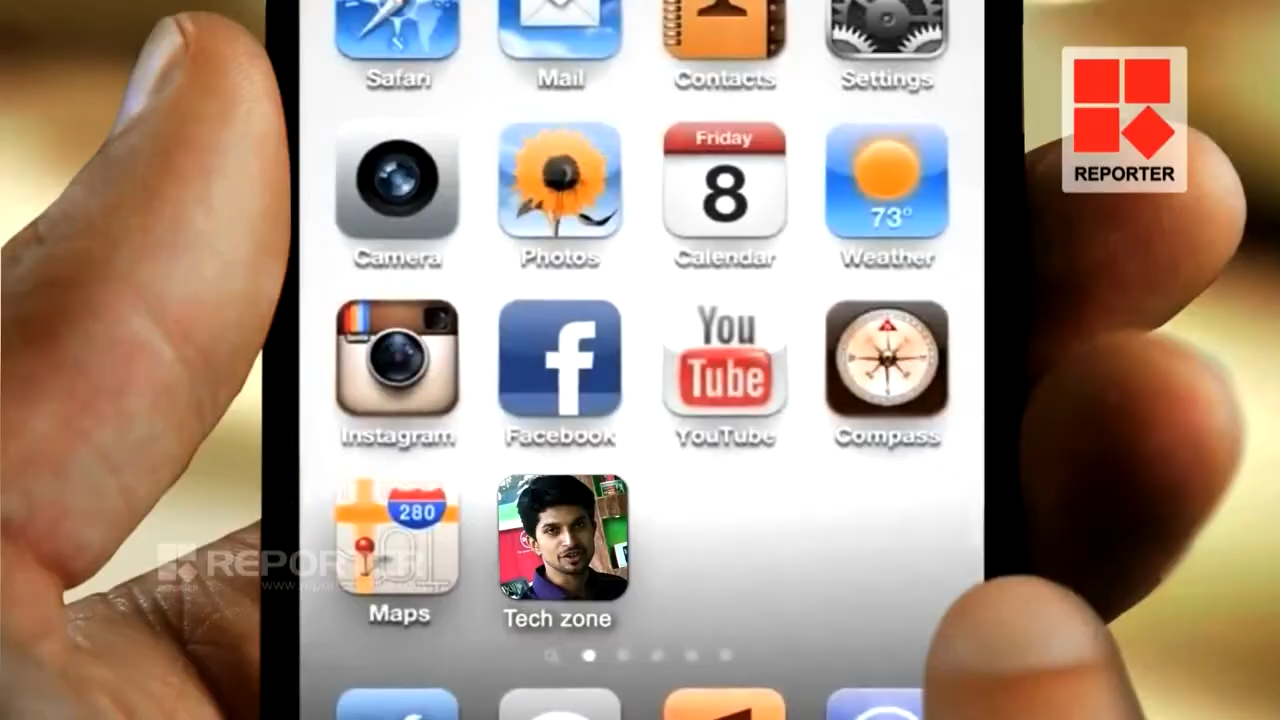 Safari Mail Contacts Settings
REPORTER
Friday
8
73°
Camera Photos Calendar Weather
You
Tube
Instagram Facebook YouTube Compass
280
REPORTER
Maps
Tech zone